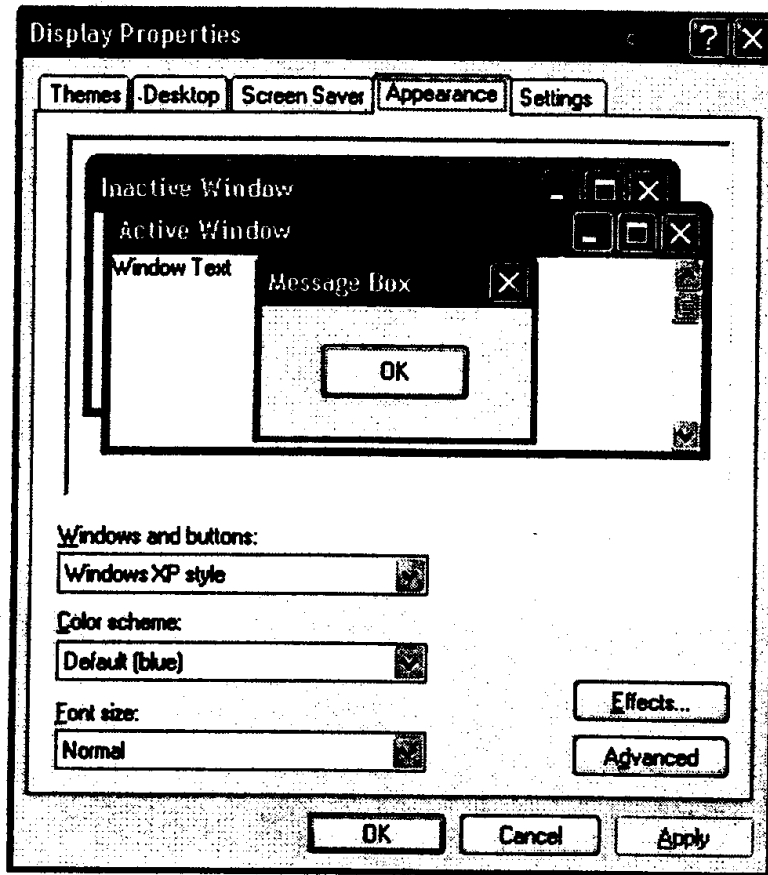 Display Properties
Themes Desktop Screen Saver Appearance Settings
Inactive Window
Active Window
Window Text
Message Box
OK
Windows and buttons:
Windows XP style
Color scheme:
Default (blue)
Font size:
Normal
Effects...
Advanced
OK Cancel Apply